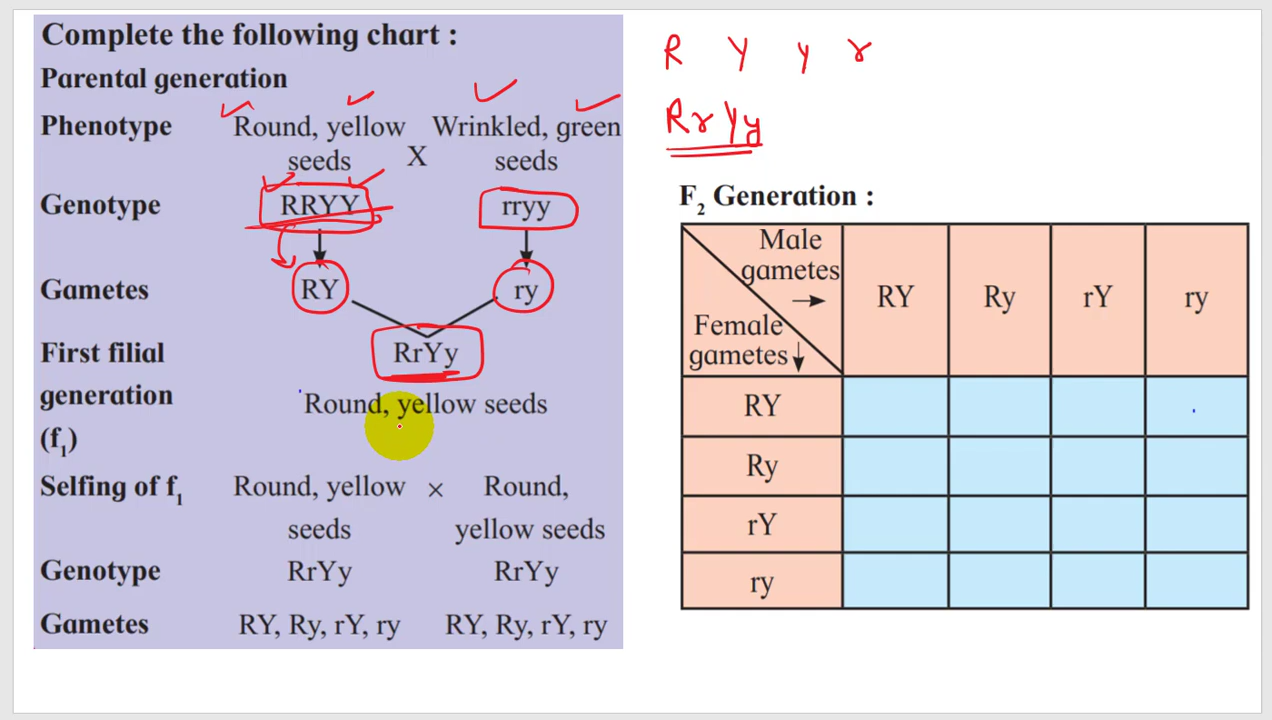 Complete the following chart :
Parental generation
Phenotype Round, yellow seeds X Wrinkled, green seeds
Genotype RRYY rryy
Gametes RY ry
First filial generation (f1) RrYy
Round, yellow seeds
Selfing of f1 Round, yellow seeds × Round, yellow seeds
Genotype RrYy RrYy
Gametes RY, Ry, rY, ry RY, Ry, rY, ry
R Y y r
RrYy
F2 Generation :
Male gametes → RY Ry rY ry
Female gametes ↓
RY
Ry
rY
ry